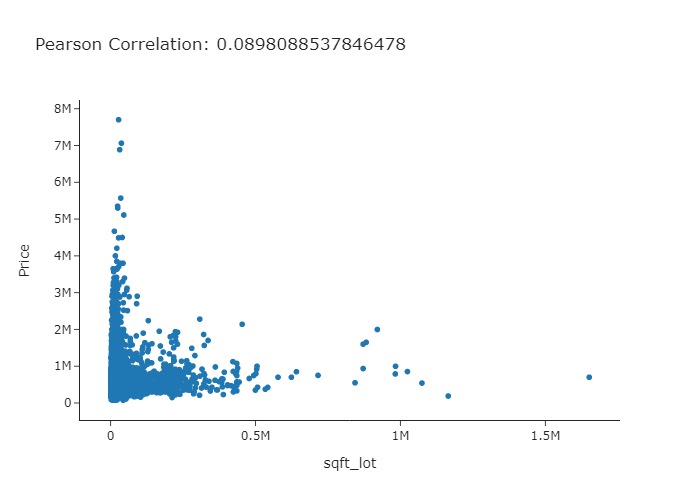 Pearson Correlation: 0.0898088537846478
8M
7M
6M
5M
4M
3M
2M
1M
0
Price
0 0.5M 1M 1.5M
sqft_lot